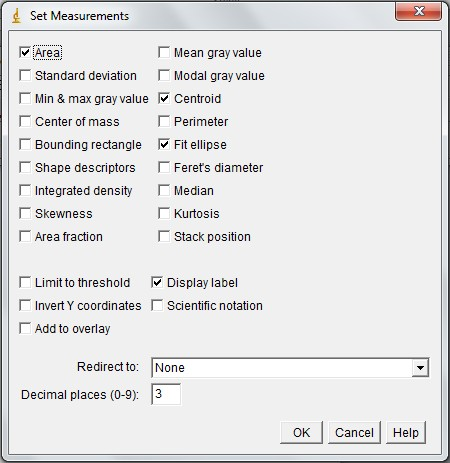 Set Measurements
Area Mean gray value
Standard deviation Modal gray value
Min & max gray value Centroid
Center of mass Perimeter
Bounding rectangle Fit ellipse
Shape descriptors Feret's diameter
Integrated density Median
Skewness Kurtosis
Area fraction Stack position
Limit to threshold Display label
Invert Y coordinates Scientific notation
Add to overlay
Redirect to: None
Decimal places (0-9): 3
OK Cancel Help